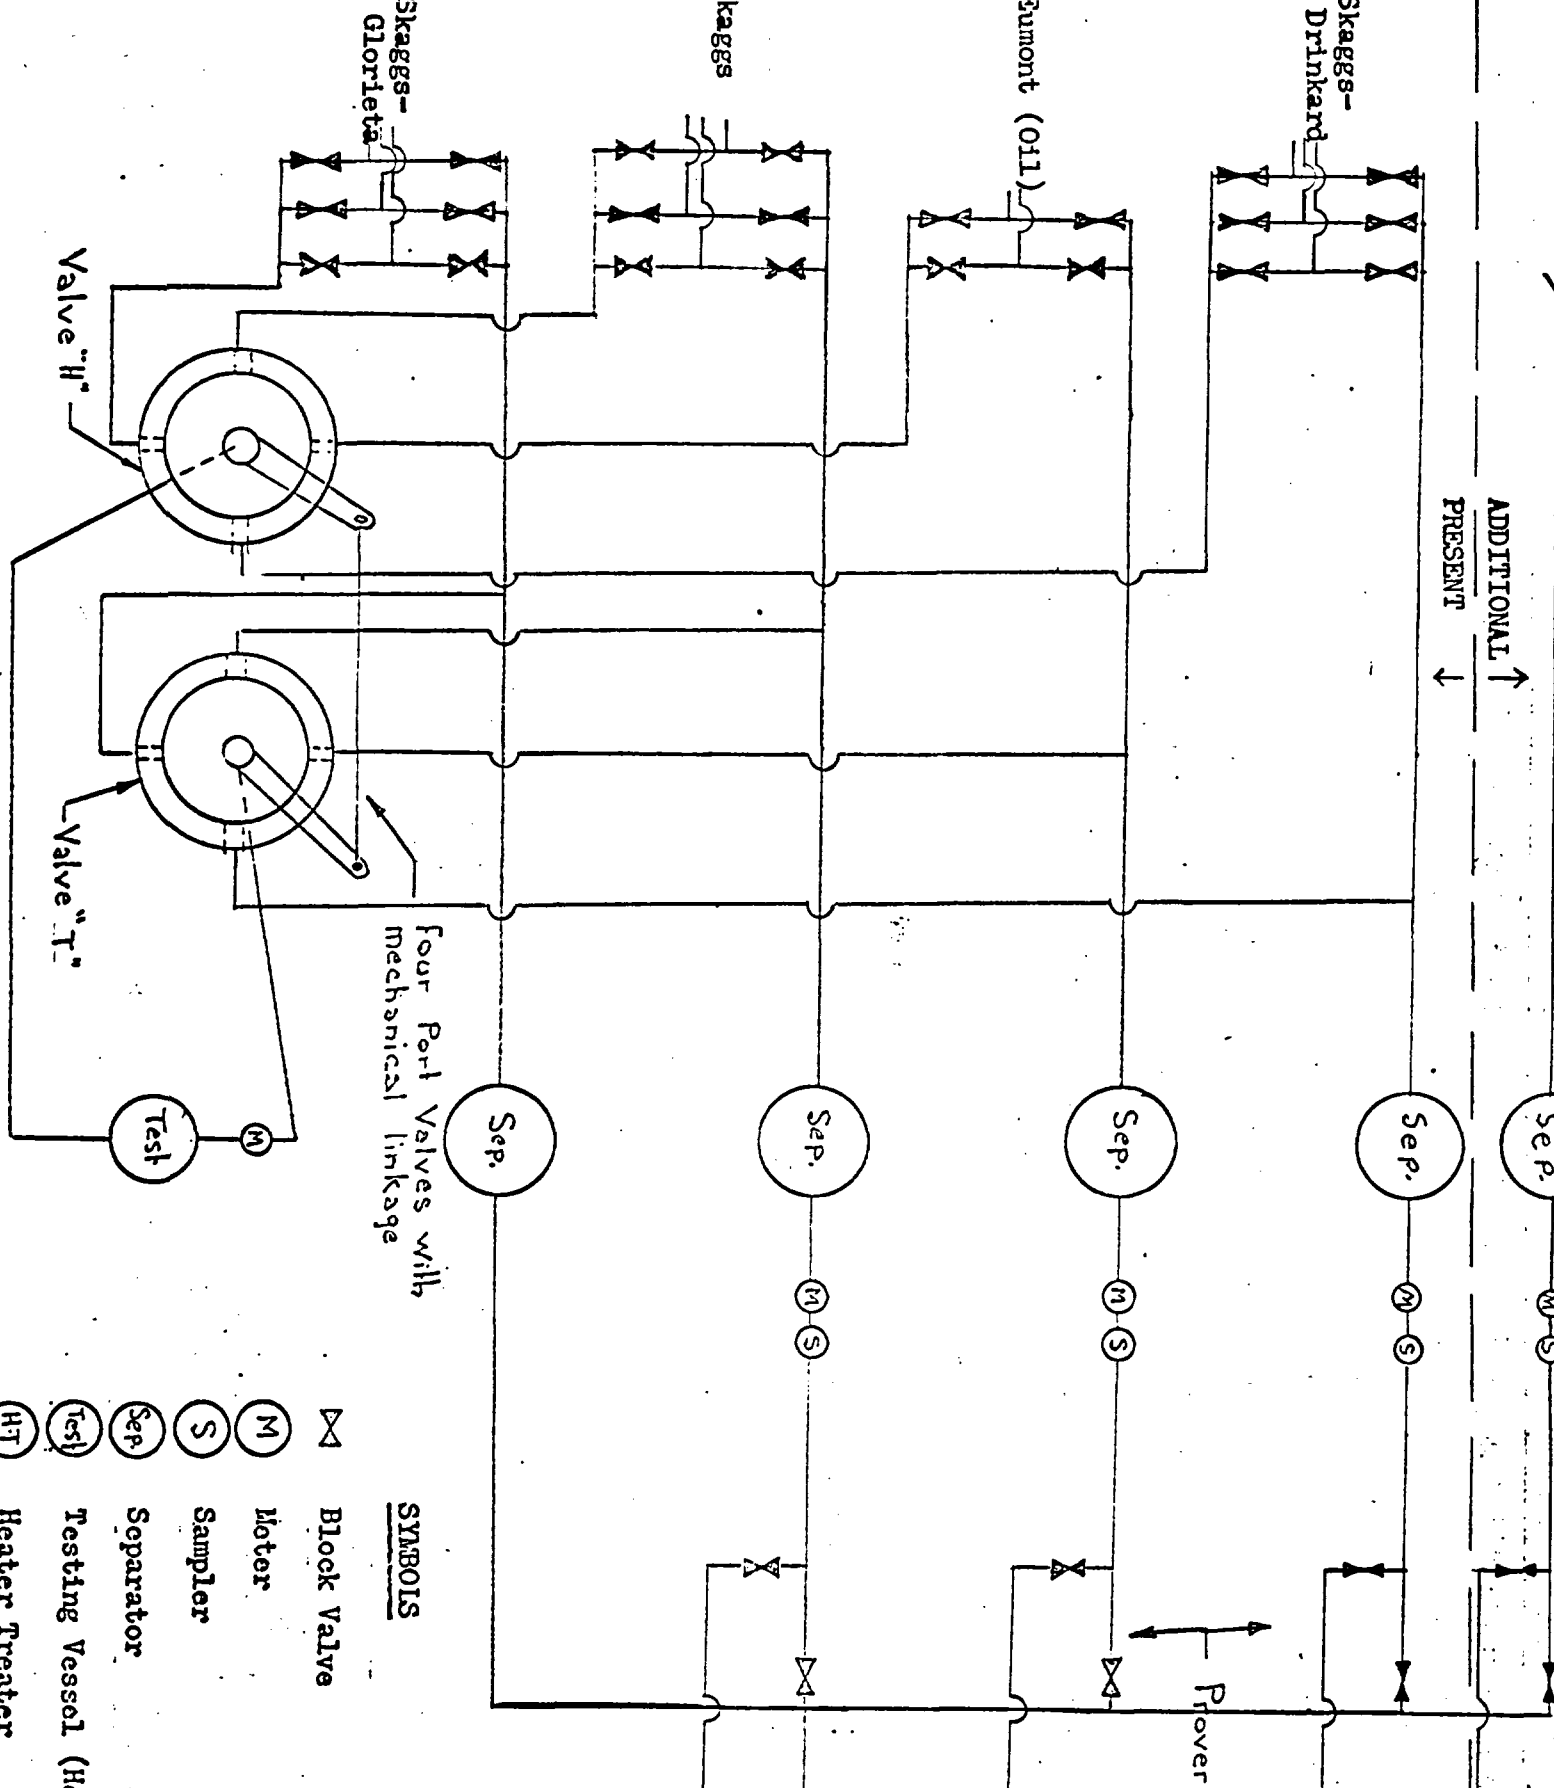 ADDITIONAL
PRESENT
Skaggs-
Drinkard
Eumont (Oil)
kaggs
Skaggs-
Glorieta
Valve "H"
Valve "T"
Four Port Valves with
mechanical linkage
Sep.
Sep.
Sep.
Sep.
Sep.
M
S
M
S
M
S
M
S
M
Test
Prover
SYMBOLS
Block Valve
M Meter
S Sampler
Sep. Separator
Test Testing Vessel (He
H-T Heater Treater